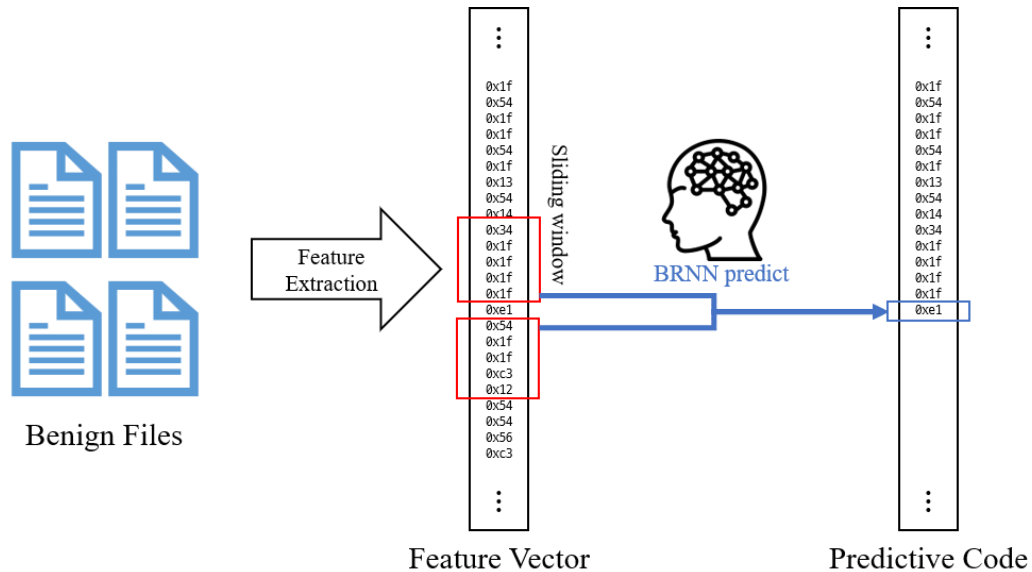 Benign Files
Feature
Extraction
⋮
0x1f
0x54
0x1f
0x1f
0x54
0x1f
0x13
0x54
0x14
0x34
0x1f
0x1f
0x1f
0x1f
0xe1
0x54
0x1f
0x1f
0xc3
0x12
0x54
0x54
0x56
0xc3
⋮
Feature Vector
Sliding window
BRNN predict
⋮
0x1f
0x54
0x1f
0x1f
0x54
0x1f
0x13
0x54
0x14
0x34
0x1f
0x1f
0x1f
0x1f
0xe1
⋮
Predictive Code